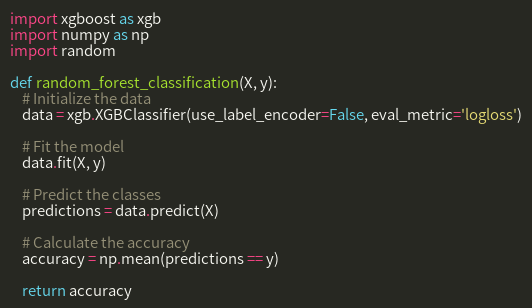 import xgboost as xgb
import numpy as np
import random
def random_forest_classification(X, y):
# Initialize the data
data = xgb.XGBClassifier(use_label_encoder=False, eval_metric='logloss')
# Fit the model
data.fit(X, y)
# Predict the classes
predictions = data.predict(X)
# Calculate the accuracy
accuracy = np.mean(predictions == y)
return accuracy